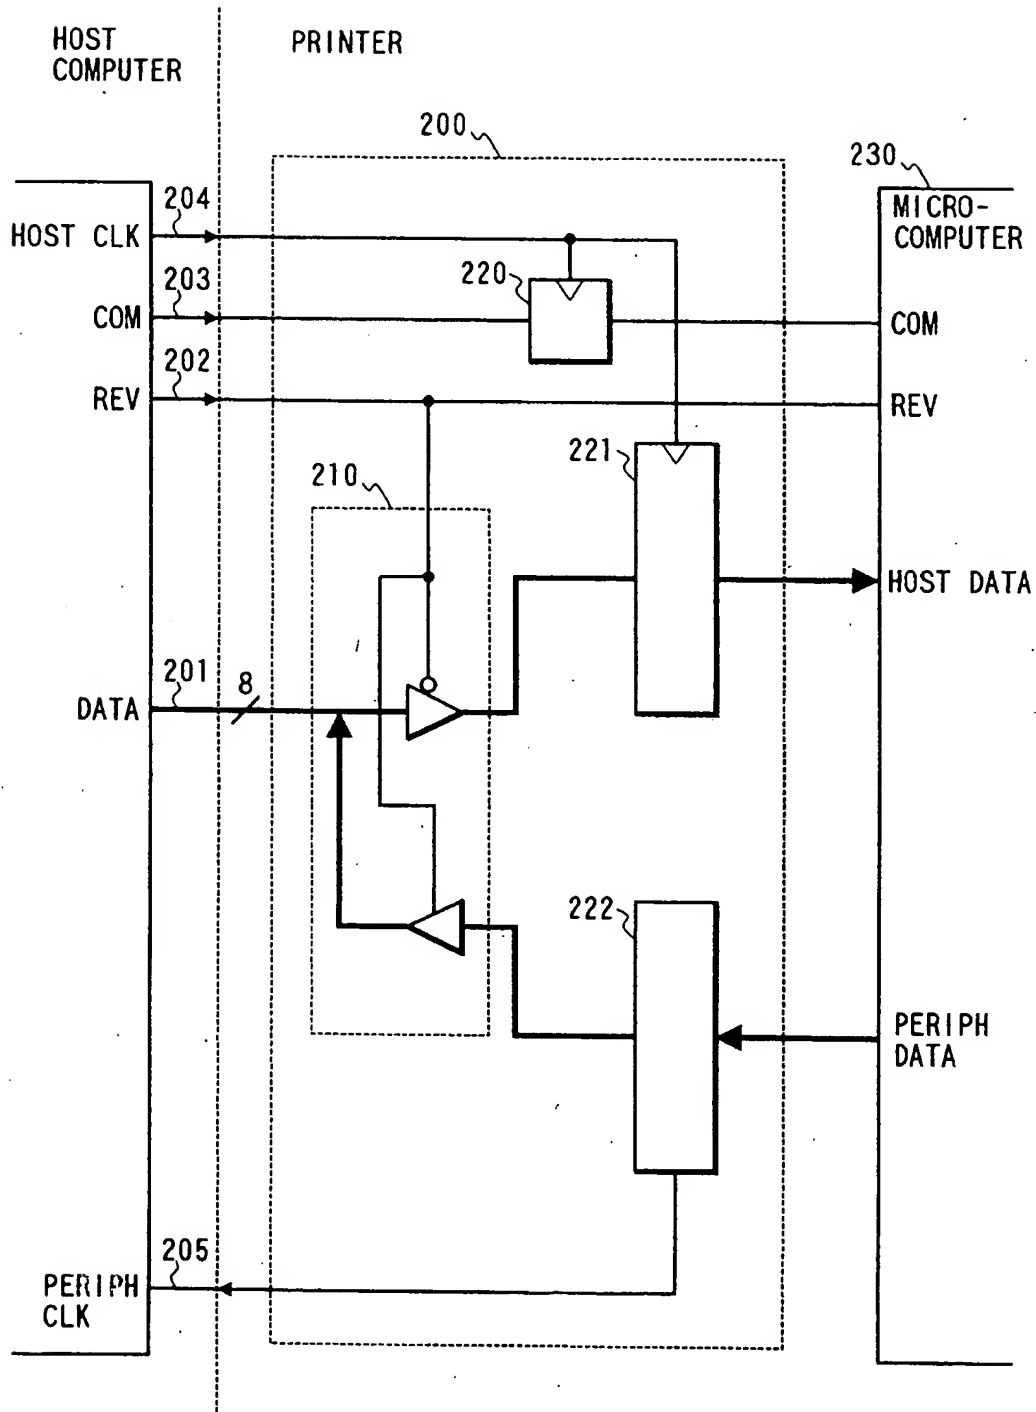 HOST
COMPUTER
PRINTER
200
230
204
MICRO-
COMPUTER
HOST CLK
220
203
COM
COM
202
REV
REV
221
210
HOST DATA
201
8
DATA
222
PERIPH
DATA
205
PERIPH
CLK